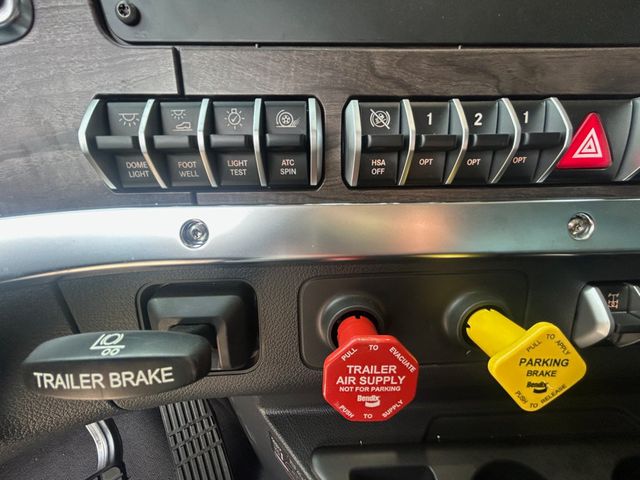 DOME
LIGHT
FOOT
WELL
LIGHT
TEST
ATC
SPIN
HSA
OFF
1
OPT
2
OPT
1
OPT
TRAILER BRAKE
PULL TO EVACUATE
TRAILER
AIR SUPPLY
NOT FOR PARKING
Bendix
PUSH TO SUPPLY
PULL TO APPLY
PARKING
BRAKE
Bendix
PUSH TO RELEASE